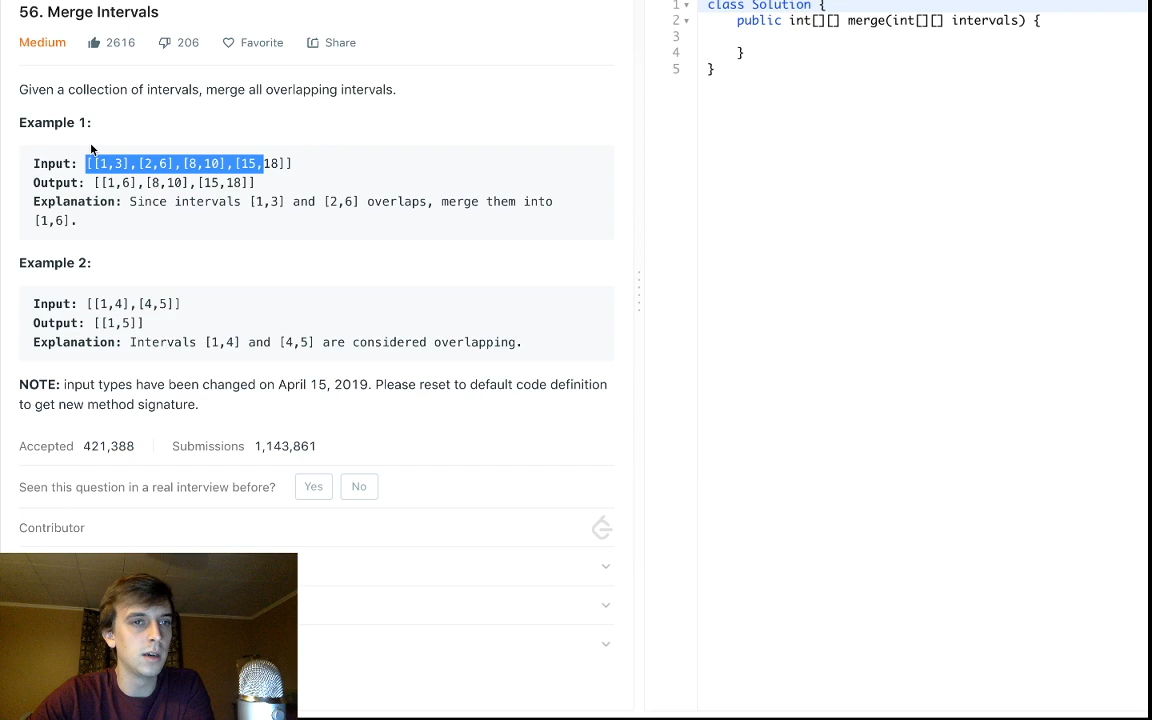 56. Merge Intervals
Medium 2616 206 Favorite Share
Given a collection of intervals, merge all overlapping intervals.
Example 1:
Input: [[1,3],[2,6],[8,10],[15,18]]
Output: [[1,6],[8,10],[15,18]]
Explanation: Since intervals [1,3] and [2,6] overlaps, merge them into
[1,6].
Example 2:
Input: [[1,4],[4,5]]
Output: [[1,5]]
Explanation: Intervals [1,4] and [4,5] are considered overlapping.
NOTE: input types have been changed on April 15, 2019. Please reset to default code definition
to get new method signature.
Accepted 421,388 Submissions 1,143,861
Seen this question in a real interview before? Yes No
Contributor
1 class Solution {
2 public int[][] merge(int[][] intervals) {
3
4 }
5 }